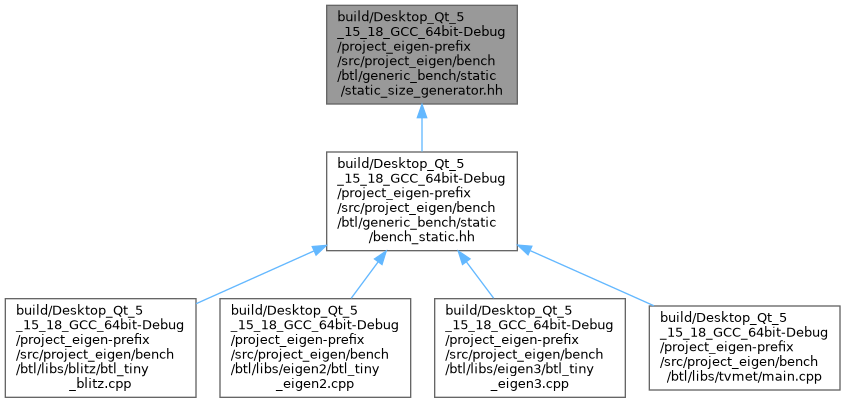 build/Desktop_Qt_5
_15_18_GCC_64bit-Debug
/project_eigen-prefix
/src/project_eigen/bench
/btl/generic_bench/static
/static_size_generator.hh
build/Desktop_Qt_5
_15_18_GCC_64bit-Debug
/project_eigen-prefix
/src/project_eigen/bench
/btl/generic_bench/static
/bench_static.hh
build/Desktop_Qt_5
_15_18_GCC_64bit-Debug
/project_eigen-prefix
/src/project_eigen/bench
/btl/libs/blitz/btl_tiny
_blitz.cpp
build/Desktop_Qt_5
_15_18_GCC_64bit-Debug
/project_eigen-prefix
/src/project_eigen/bench
/btl/libs/eigen2/btl_tiny
_eigen2.cpp
build/Desktop_Qt_5
_15_18_GCC_64bit-Debug
/project_eigen-prefix
/src/project_eigen/bench
/btl/libs/eigen3/btl_tiny
_eigen3.cpp
build/Desktop_Qt_5
_15_18_GCC_64bit-Debug
/project_eigen-prefix
/src/project_eigen/bench
/btl/libs/tvmet/main.cpp